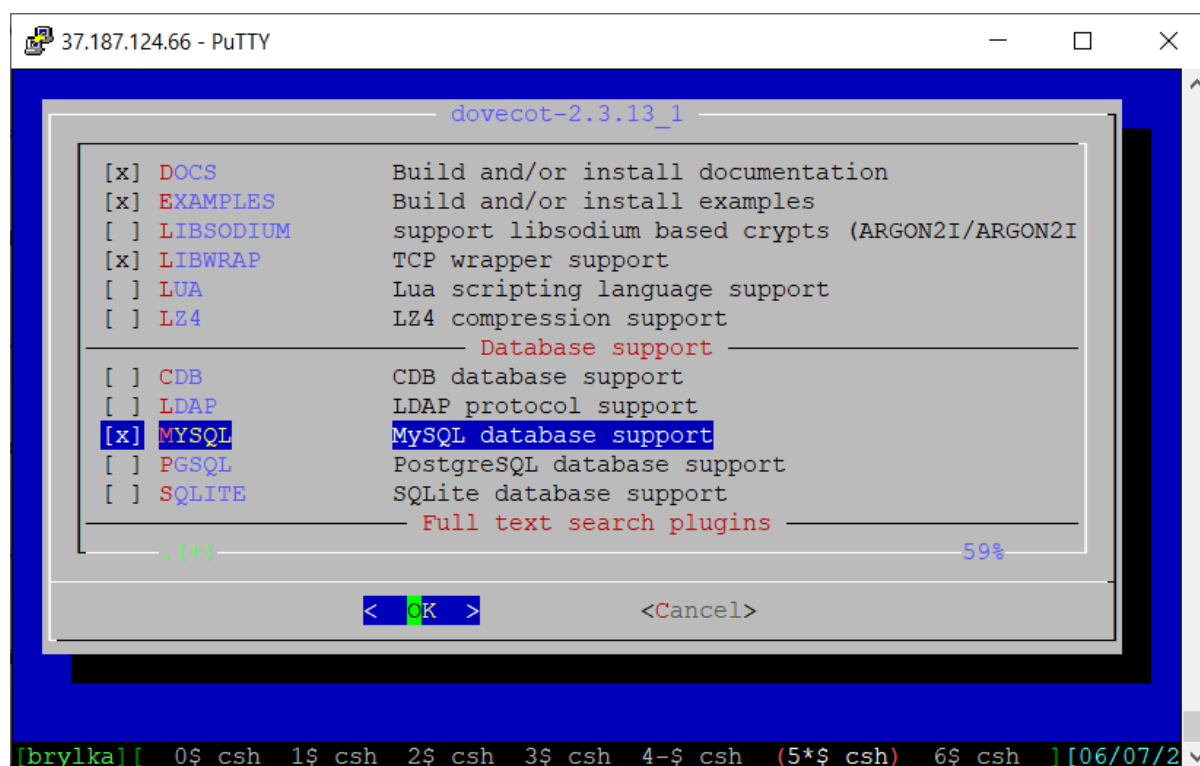 37.187.124.66 - PuTTY
dovecot-2.3.13_1
[x] DOCS Build and/or install documentation
[x] EXAMPLES Build and/or install examples
[ ] LIBSODIUM support libsodium based crypts (ARGON2I/ARGON2I
[x] LIBWRAP TCP wrapper support
[ ] LUA Lua scripting language support
[ ] LZ4 LZ4 compression support
Database support
[ ] CDB CDB database support
[ ] LDAP LDAP protocol support
[x] MYSQL MySQL database support
[ ] PGSQL PostgreSQL database support
[ ] SQLITE SQLite database support
Full text search plugins
.(+) 59%
< OK > <Cancel>
[brylka][ 0$ csh 1$ csh 2$ csh 3$ csh 4-$ csh (5*$ csh) 6$ csh ][06/07/2